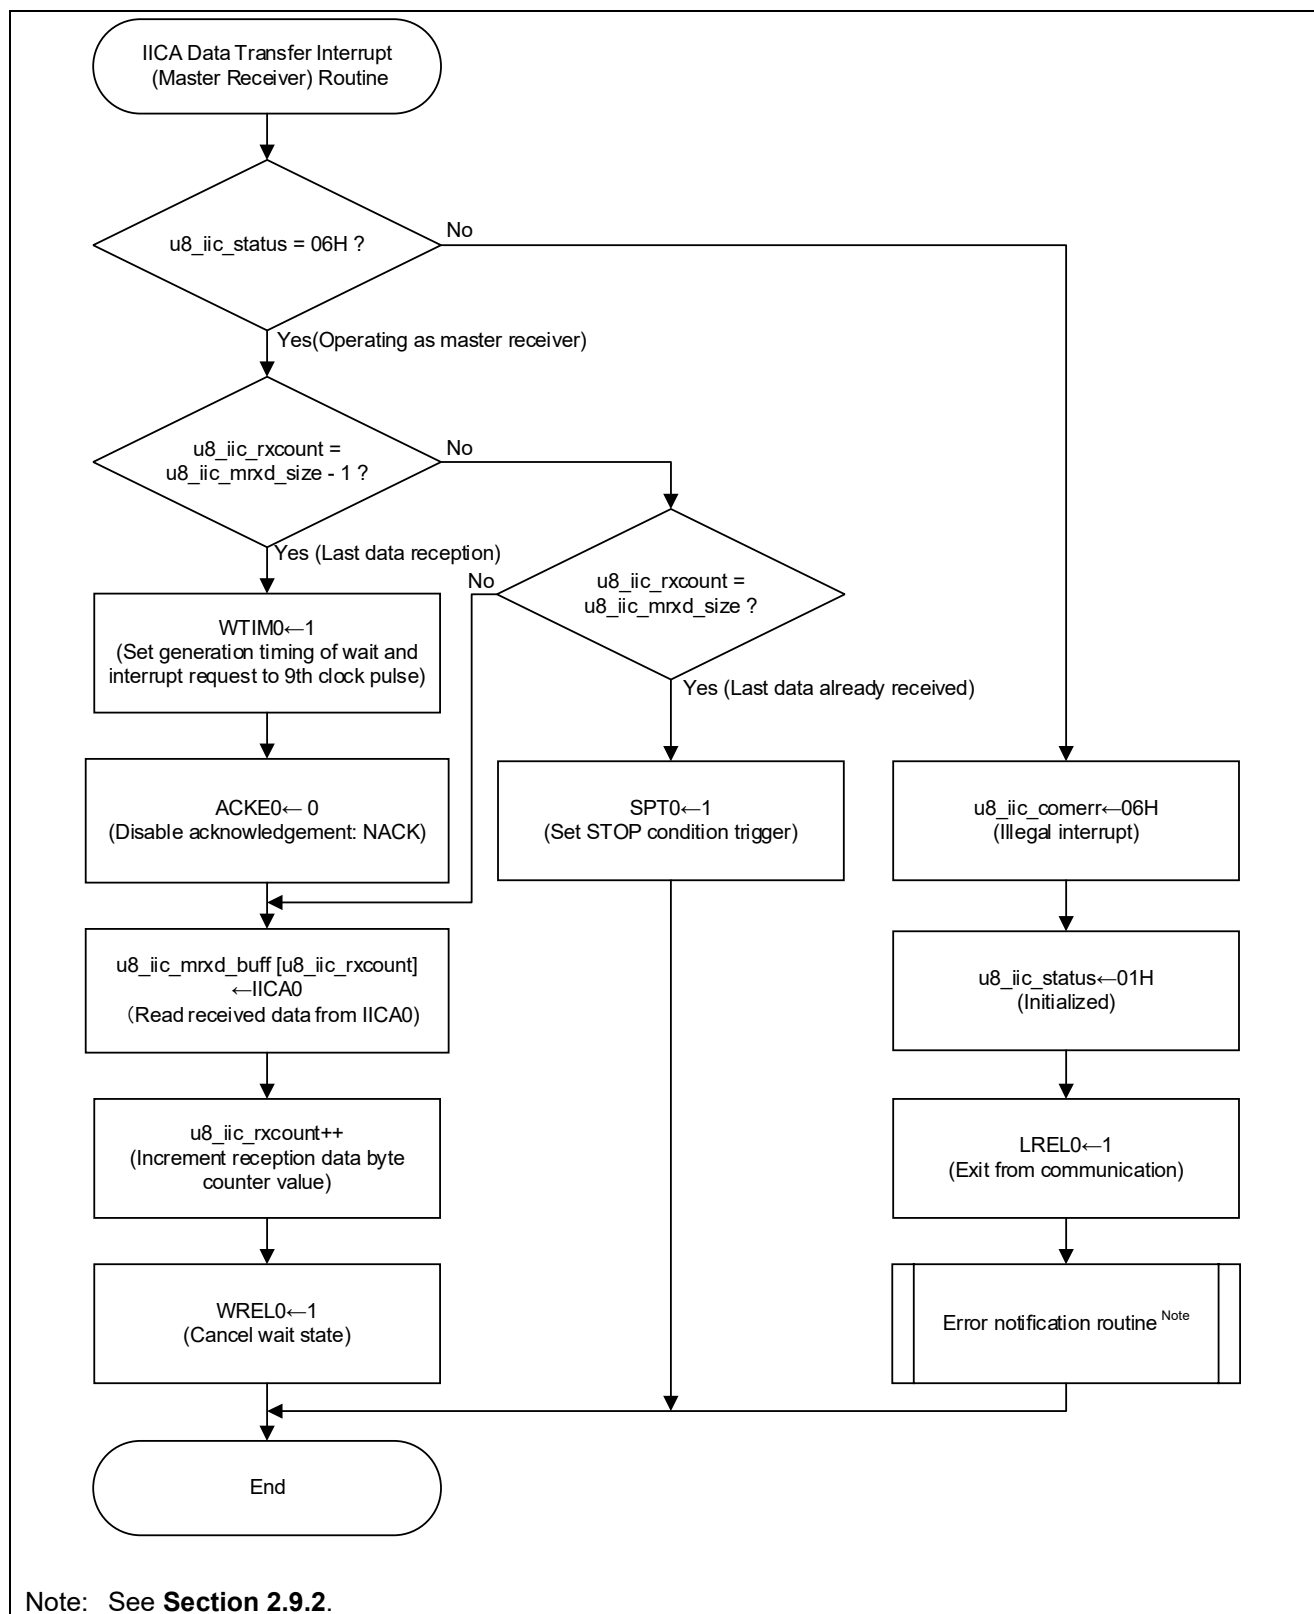 IICA Data Transfer Interrupt
(Master Receiver) Routine
u8_iic_status = 06H ?
No
Yes(Operating as master receiver)
u8_iic_rxcount =
u8_iic_mrxd_size - 1 ?
No
Yes (Last data reception)
u8_iic_rxcount =
u8_iic_mrxd_size ?
No
Yes (Last data already received)
WTIM0←1
(Set generation timing of wait and
interrupt request to 9th clock pulse)
ACKE0← 0
(Disable acknowledgement: NACK)
SPT0←1
(Set STOP condition trigger)
u8_iic_comerr←06H
(Illegal interrupt)
u8_iic_mrxd_buff [u8_iic_rxcount]
←IICA0
（Read received data from IICA0)
u8_iic_status←01H
(Initialized)
u8_iic_rxcount++
(Increment reception data byte
counter value)
LREL0←1
(Exit from communication)
WREL0←1
(Cancel wait state)
Error notification routine Note
End
Note: See Section 2.9.2.